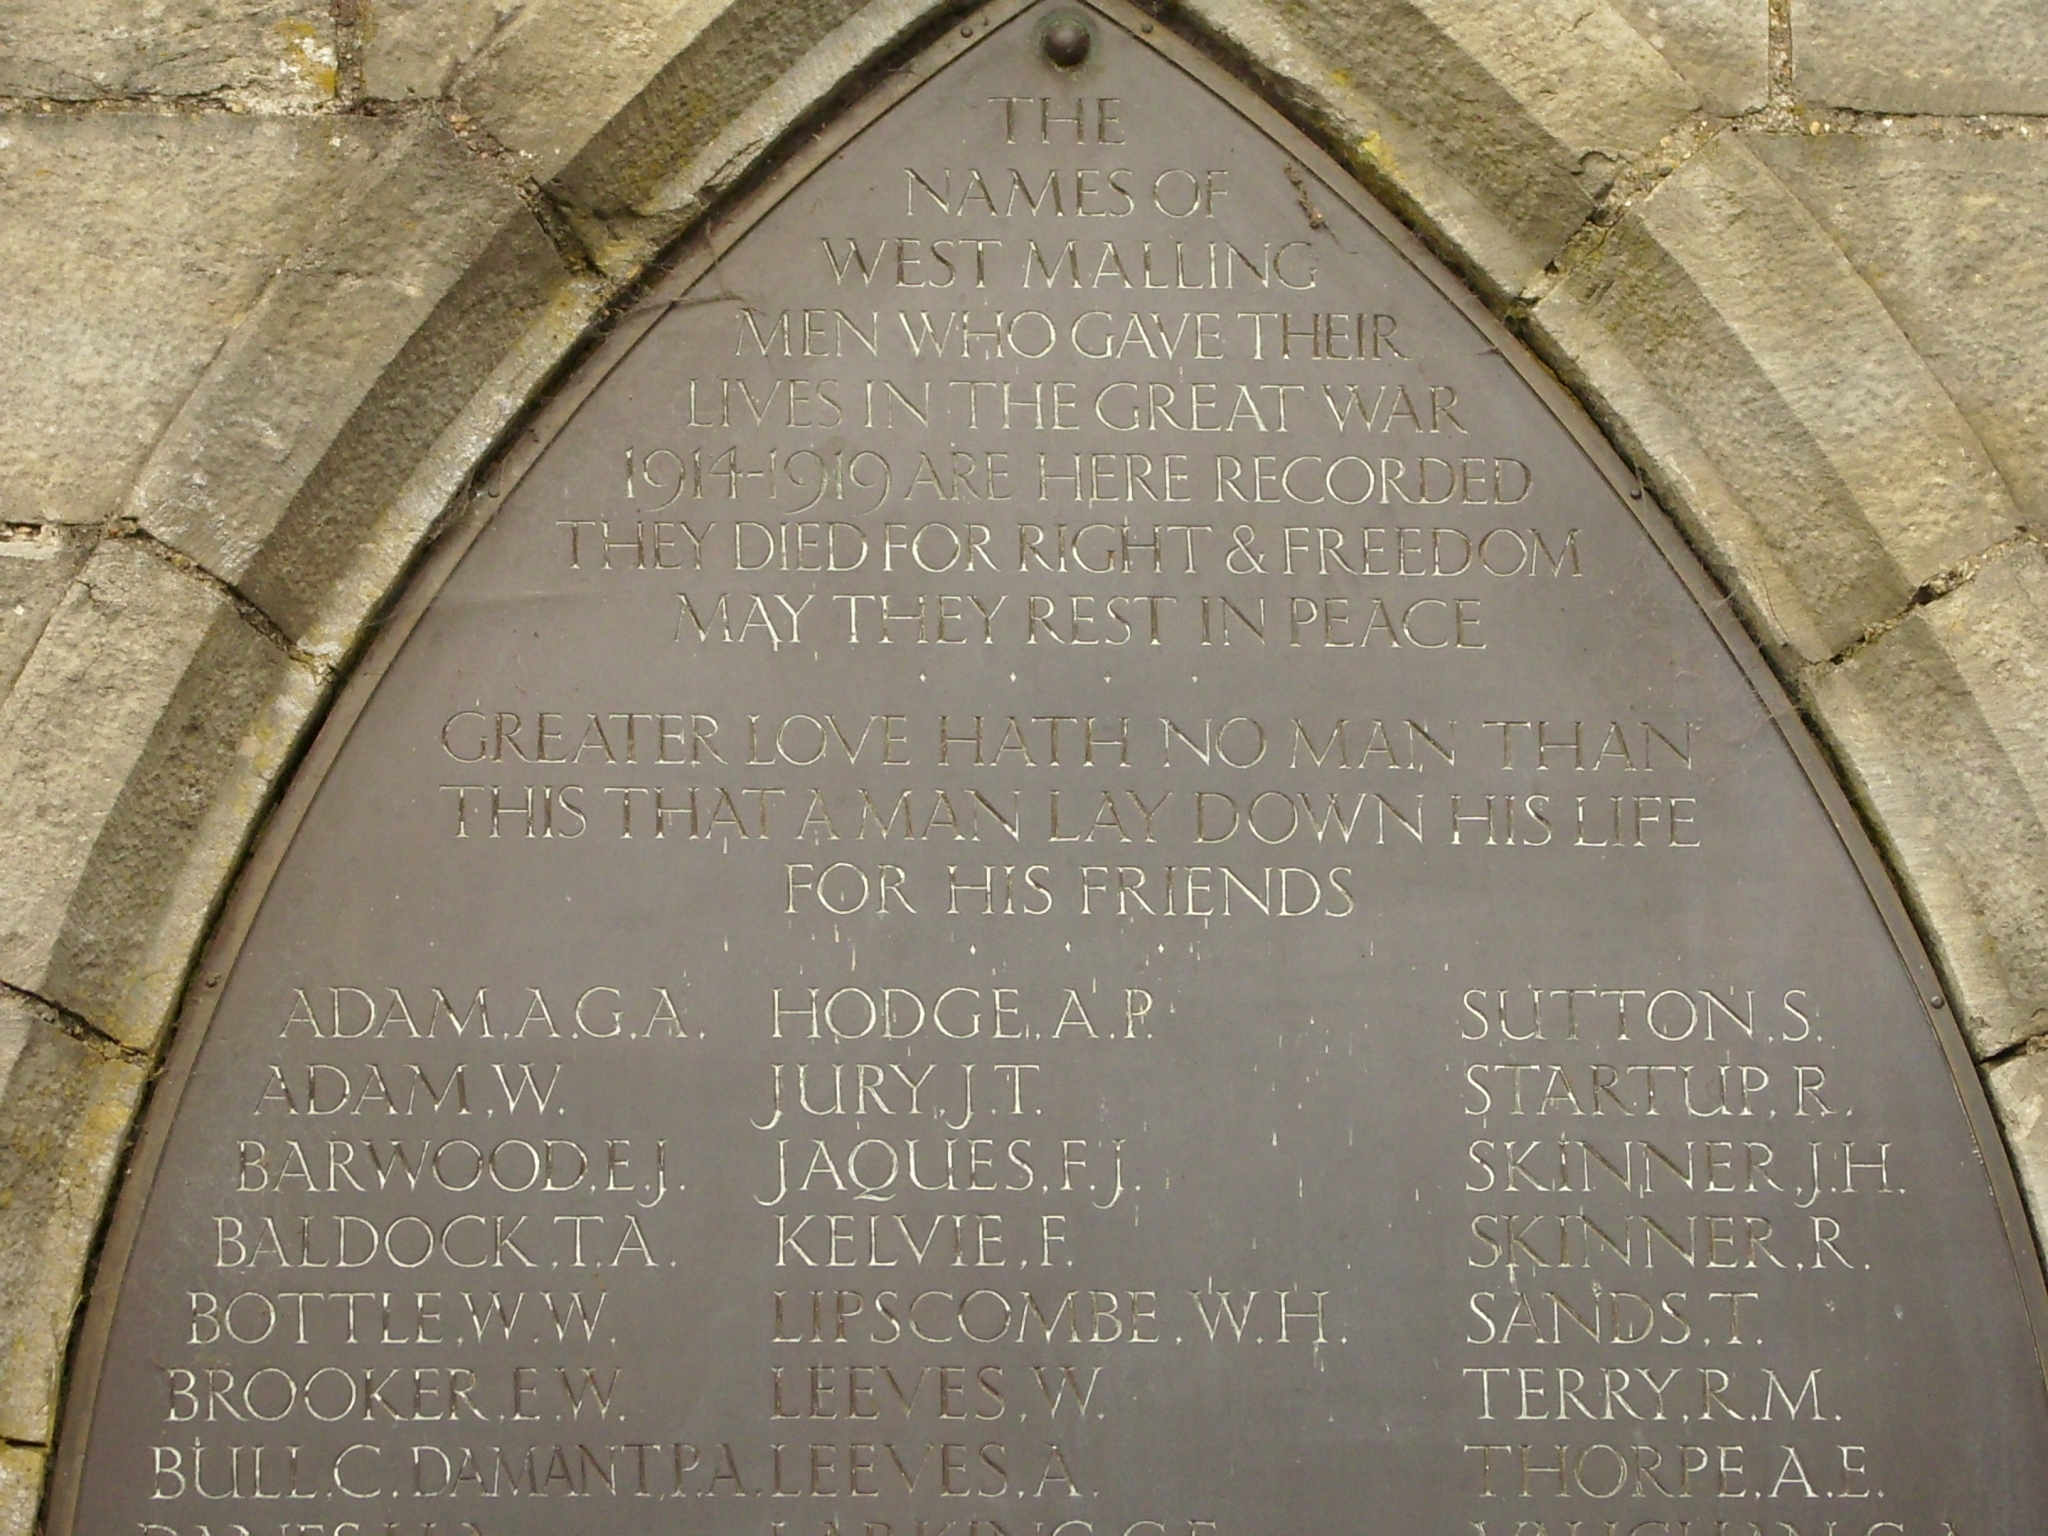 THE
NAMES OF
WEST MALLING
MEN WHO GAVE THEIR
LIVES IN THE GREAT WAR
1914-1919 ARE HERE RECORDED
THEY DIED FOR RIGHT & FREEDOM
MAY THEY REST IN PEACE
GREATER LOVE HATH NO MAN THAN
THIS THAT A MAN LAY DOWN HIS LIFE
FOR HIS FRIENDS
ADAM, A.G.A. HODGE, A.P. SUTTON, S.
ADAM, W. JURY, J.T. STARTUP, R.
BARWOOD, E.J. JAQUES, F.J. SKINNER, J.H.
BALDOCK, T.A. KELVIE, F. SKINNER, R.
BOTTLE, W.W. LIPSCOMBE, W.H. SANDS, T.
BROOKER, E.W. LEEVES, W. TERRY, R.M.
BULL, C. DAMANT, P.A. LEEVES, A. THORPE, A.E.